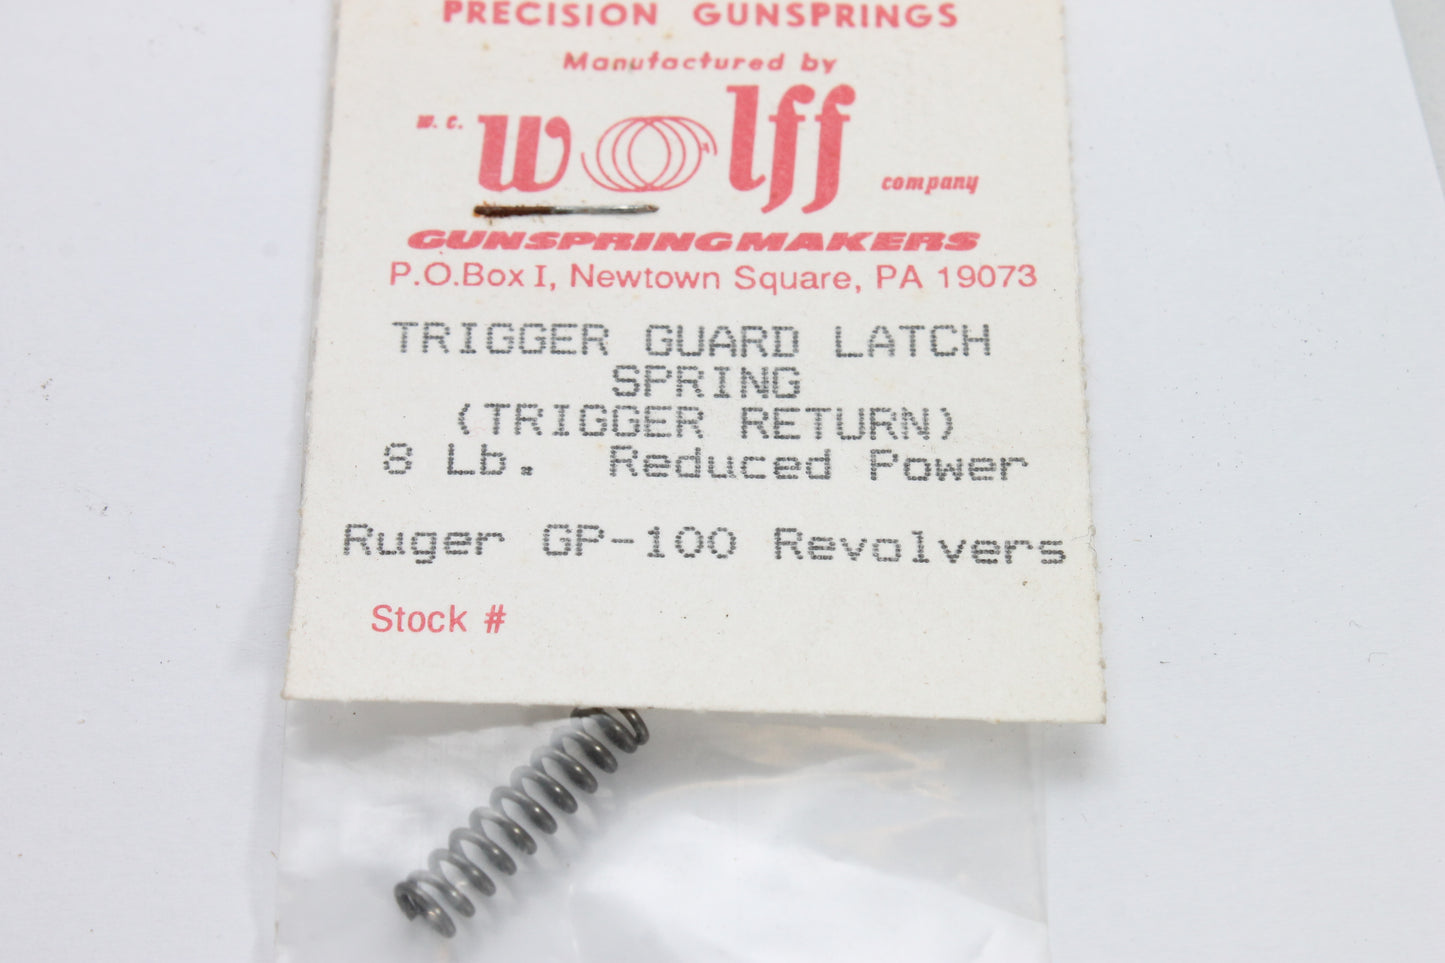 PRECISION GUNSPRINGS
Manufactured by
W. C. Wolff company
GUNSPRINGMAKERS
P.O.Box I, Newtown Square, PA 19073
TRIGGER GUARD LATCH
SPRING
(TRIGGER RETURN)
8 Lb. Reduced Power
Ruger GP-100 Revolvers
Stock #